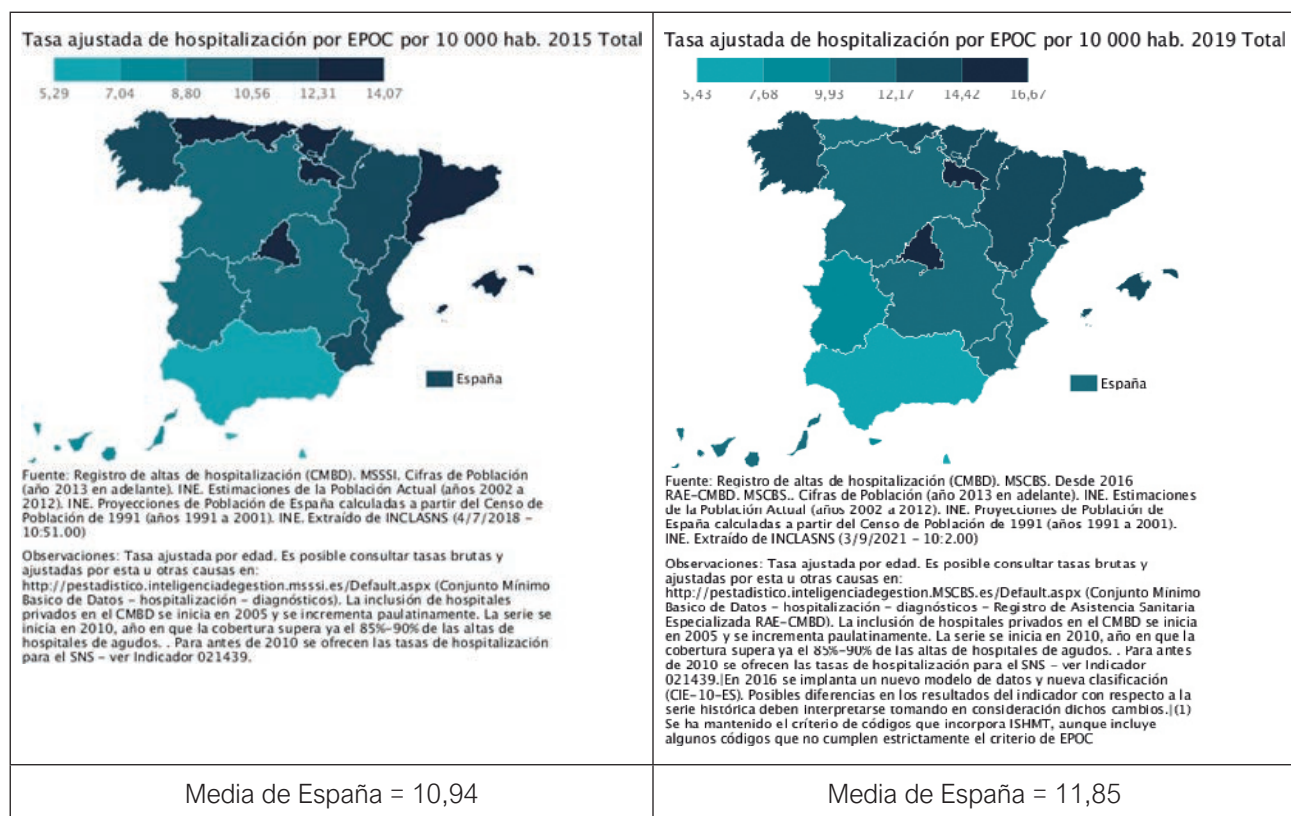 Tasa ajustada de hospitalización por EPOC por 10 000 hab. 2015 Total
5,29 7,04 8,80 10,56 12,31 14,07
España
Fuente: Registro de altas de hospitalización (CMBD). MSSSI. Cifras de Población
(año 2013 en adelante). INE. Estimaciones de la Población Actual (años 2002 a
2012). INE. Proyecciones de Población de España calculadas a partir del Censo de
Población de 1991 (años 1991 a 2001). INE. Extraído de INCLASNS (4/7/2018 –
10:51.00)
Observaciones: Tasa ajustada por edad. Es posible consultar tasas brutas y
ajustadas por esta u otras causas en:
http://pestadistico.inteligenciadegestion.msssi.es/Default.aspx (Conjunto Mínimo
Basico de Datos – hospitalización – diagnósticos). La inclusión de hospitales
privados en el CMBD se inicia en 2005 y se incrementa paulatinamente. La serie se
inicia en 2010, año en que la cobertura supera ya el 85%–90% de las altas de
hospitales de agudos. . Para antes de 2010 se ofrecen las tasas de hospitalización
para el SNS – ver Indicador 021439.
Media de España = 10,94
Tasa ajustada de hospitalización por EPOC por 10 000 hab. 2019 Total
5,43 7,68 9,93 12,17 14,42 16,67
España
Fuente: Registro de altas de hospitalización (CMBD). MSCBS. Desde 2016
RAE–CMBD. MSCBS.. Cifras de Población (año 2013 en adelante). INE. Estimaciones
de la Población Actual (años 2002 a 2012). INE. Proyecciones de Población de
España calculadas a partir del Censo de Población de 1991 (años 1991 a 2001).
INE. Extraído de INCLASNS (3/9/2021 – 10:2.00)
Observaciones: Tasa ajustada por edad. Es posible consultar tasas brutas y
ajustadas por esta u otras causas en:
http://pestadistico.inteligenciadegestion.MSCBS.es/Default.aspx (Conjunto Mínimo
Basico de Datos – hospitalización – diagnósticos – Registro de Asistencia Sanitaria
Especializada RAE–CMBD). La inclusión de hospitales privados en el CMBD se inicia
en 2005 y se incrementa paulatinamente. La serie se inicia en 2010, año en que la
cobertura supera ya el 85%–90% de las altas de hospitales de agudos. . Para antes
de 2010 se ofrecen las tasas de hospitalización para el SNS – ver Indicador
021439.|En 2016 se implanta un nuevo modelo de datos y nueva clasificación
(CIE–10–ES). Posibles diferencias en los resultados del indicador con respecto a la
serie histórica deben interpretarse tomando en consideración dichos cambios.|(1)
Se ha mantenido el criterio de códigos que incorpora ISHMT, aunque incluye
algunos códigos que no cumplen estrictamente el criterio de EPOC
Media de España = 11,85